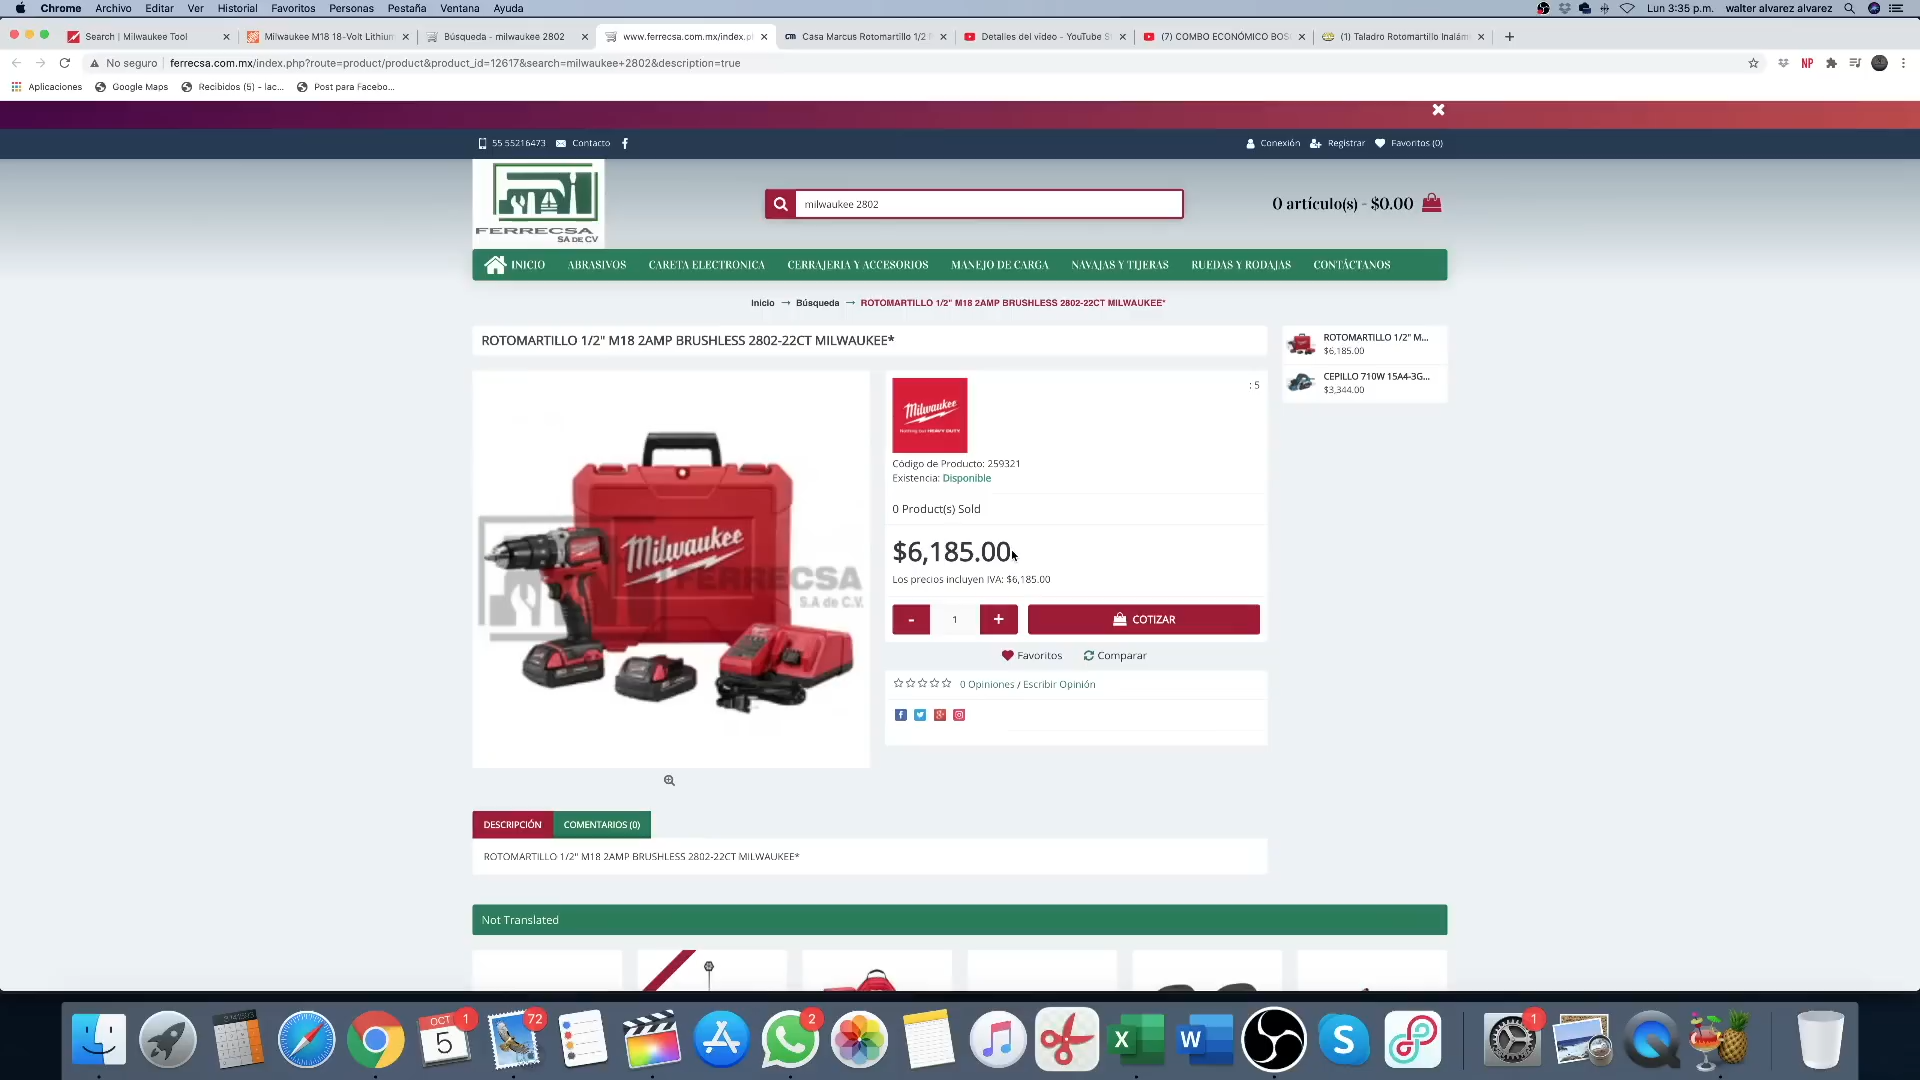 Chrome Archivo Editar Ver Historial Favoritos Personas Pestaña Ventana Ayuda
Lun 3:35 p.m. walter alvarez alvarez
Search | Milwaukee Tool
Milwaukee M18 18-Volt Lithium
Búsqueda - milwaukee 2802
www.ferrecsa.com.mx/index.p
Casa Marcus Rotomartillo 1/2
Detalles del video - YouTube S
(7) COMBO ECONÓMICO BOS
(1) Taladro Rotomartillo Inalám
No seguro
ferrecsa.com.mx/index.php?route=product/product&product_id=12617&search=milwaukee+2802&description=true
NP
Aplicaciones Google Maps Recibidos (5) - lac... Post para Facebo...
55 55216473 Contacto
Conexión Registrar Favoritos (0)
FERRECSA
SA DE CV
milwaukee 2802
0 artículo(s) - $0.00
INICIO ABRASIVOS CARETA ELECTRONICA CERRAJERIA Y ACCESORIOS MANEJO DE CARGA NAVAJAS Y TIJERAS RUEDAS Y RODAJAS CONTÁCTANOS
Inicio → Búsqueda → ROTOMARTILLO 1/2" M18 2AMP BRUSHLESS 2802-22CT MILWAUKEE*
ROTOMARTILLO 1/2" M18 2AMP BRUSHLESS 2802-22CT MILWAUKEE*
ROTOMARTILLO 1/2" M...
$6,185.00
CEPILLO 710W 15A4-3G...
$3,344.00
Milwaukee
: 5
Milwaukee
Nothing but HEAVY DUTY
FERRECSA
S.A de C.V.
Código de Producto: 259321
Existencia: Disponible
0 Product(s) Sold
$6,185.00
Los precios incluyen IVA: $6,185.00
- 1 + COTIZAR
Favoritos Comparar
0 Opiniones / Escribir Opinión
DESCRIPCIÓN COMENTARIOS (0)
ROTOMARTILLO 1/2" M18 2AMP BRUSHLESS 2802-22CT MILWAUKEE*
Not Translated
OCT
5
1
72
2
X
W
S
1